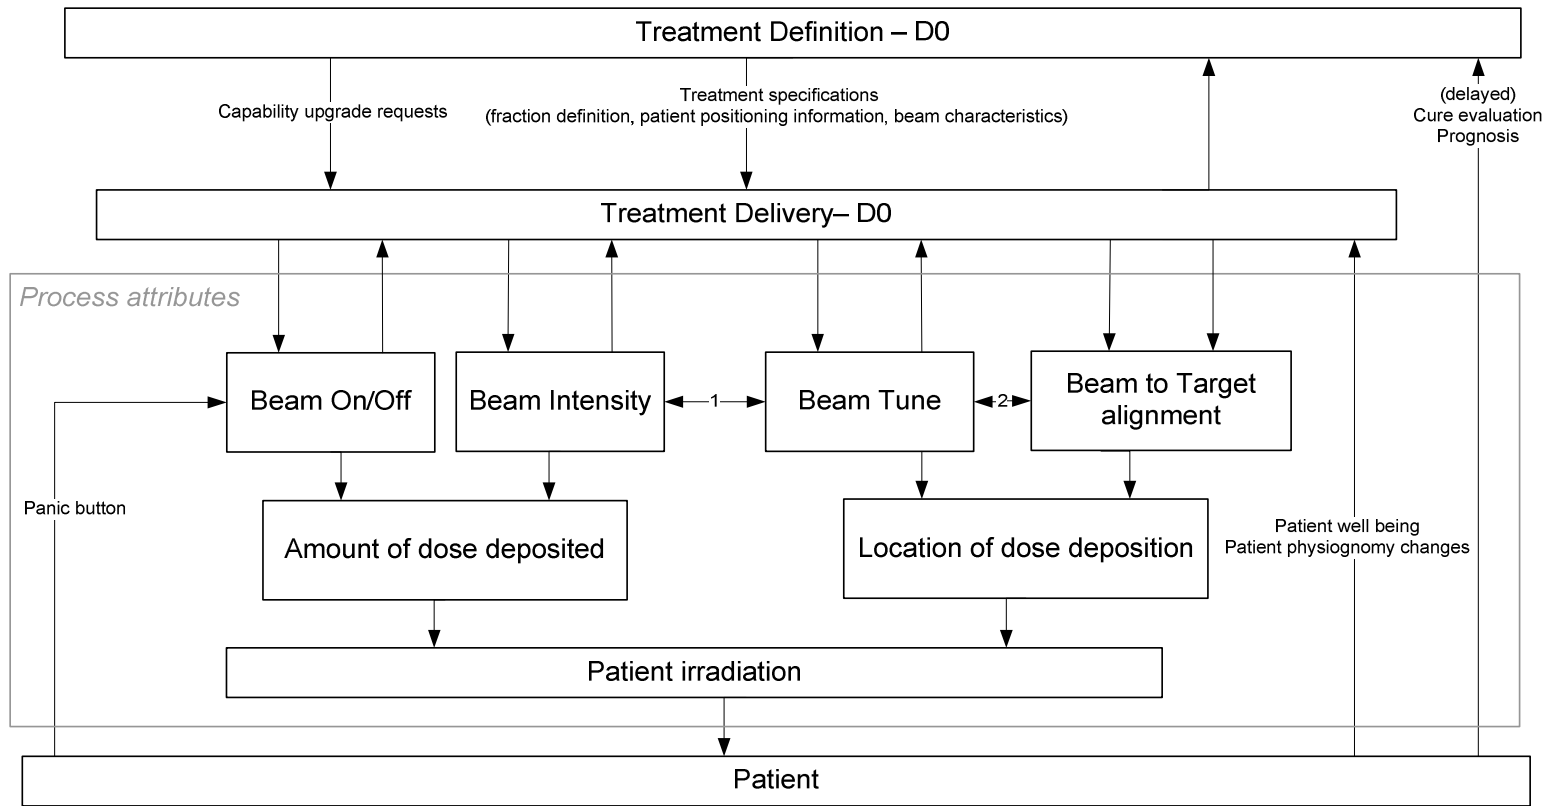 Treatment Definition – D0
Capability upgrade requests
Treatment specifications
(fraction definition, patient positioning information, beam characteristics)
(delayed)
Cure evaluation
Prognosis
Treatment Delivery– D0
Process attributes
Beam On/Off
Beam Intensity
1
Beam Tune
2
Beam to Target
alignment
Panic button
Amount of dose deposited
Location of dose deposition
Patient well being
Patient physiognomy changes
Patient irradiation
Patient